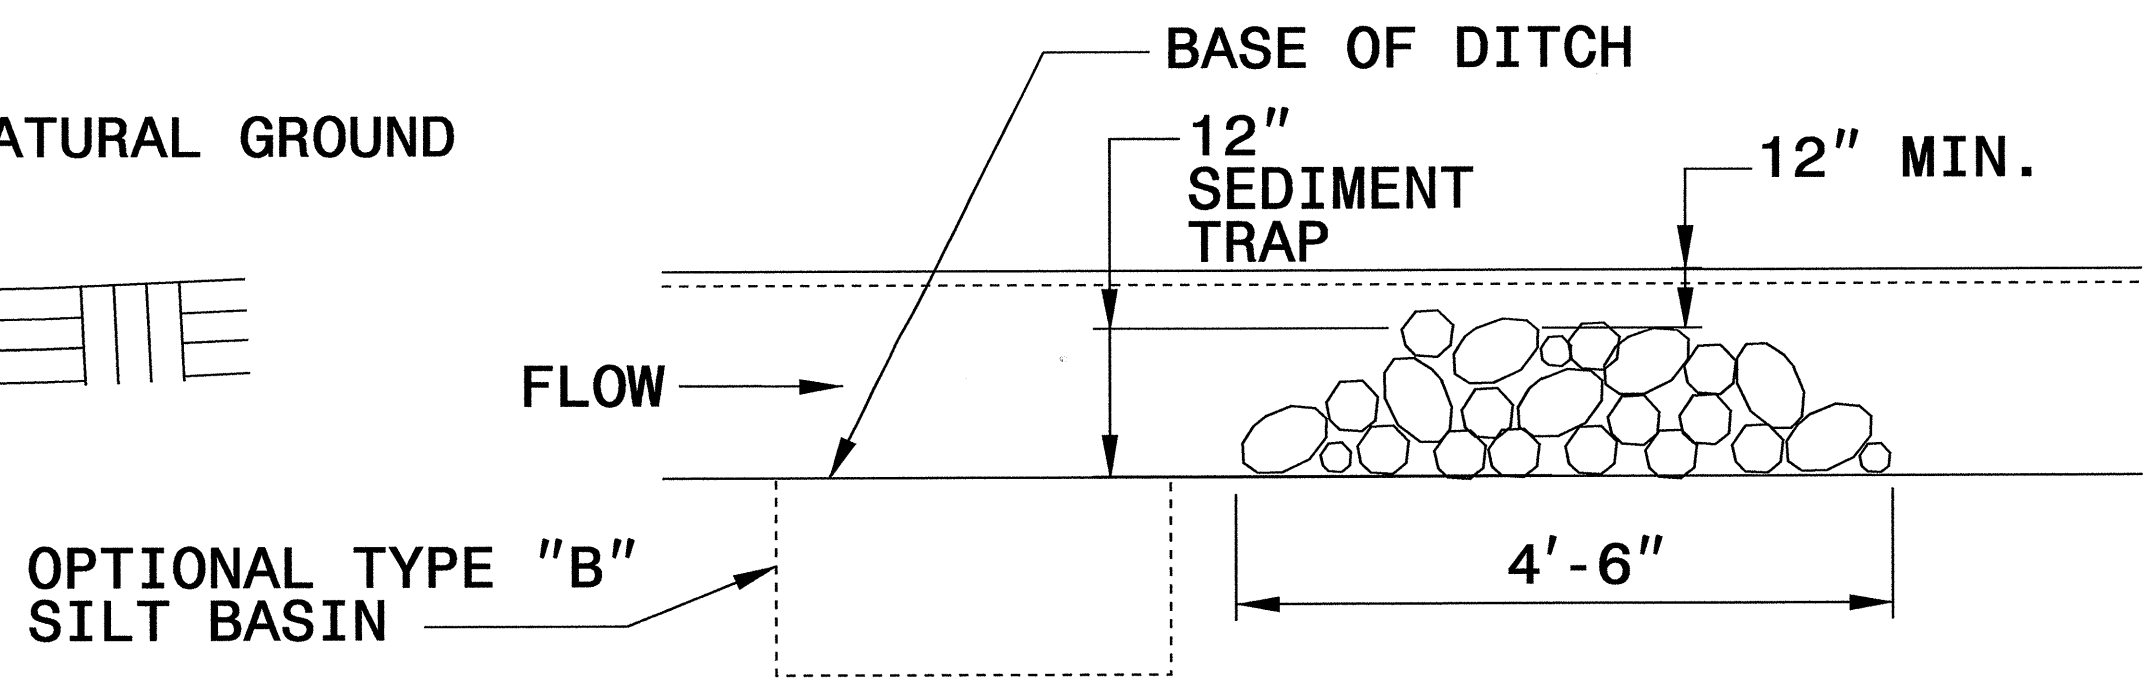 BASE OF DITCH
ATURAL GROUND
12"
SEDIMENT
TRAP
12" MIN.
FLOW
OPTIONAL TYPE "B"
SILT BASIN
4'-6"